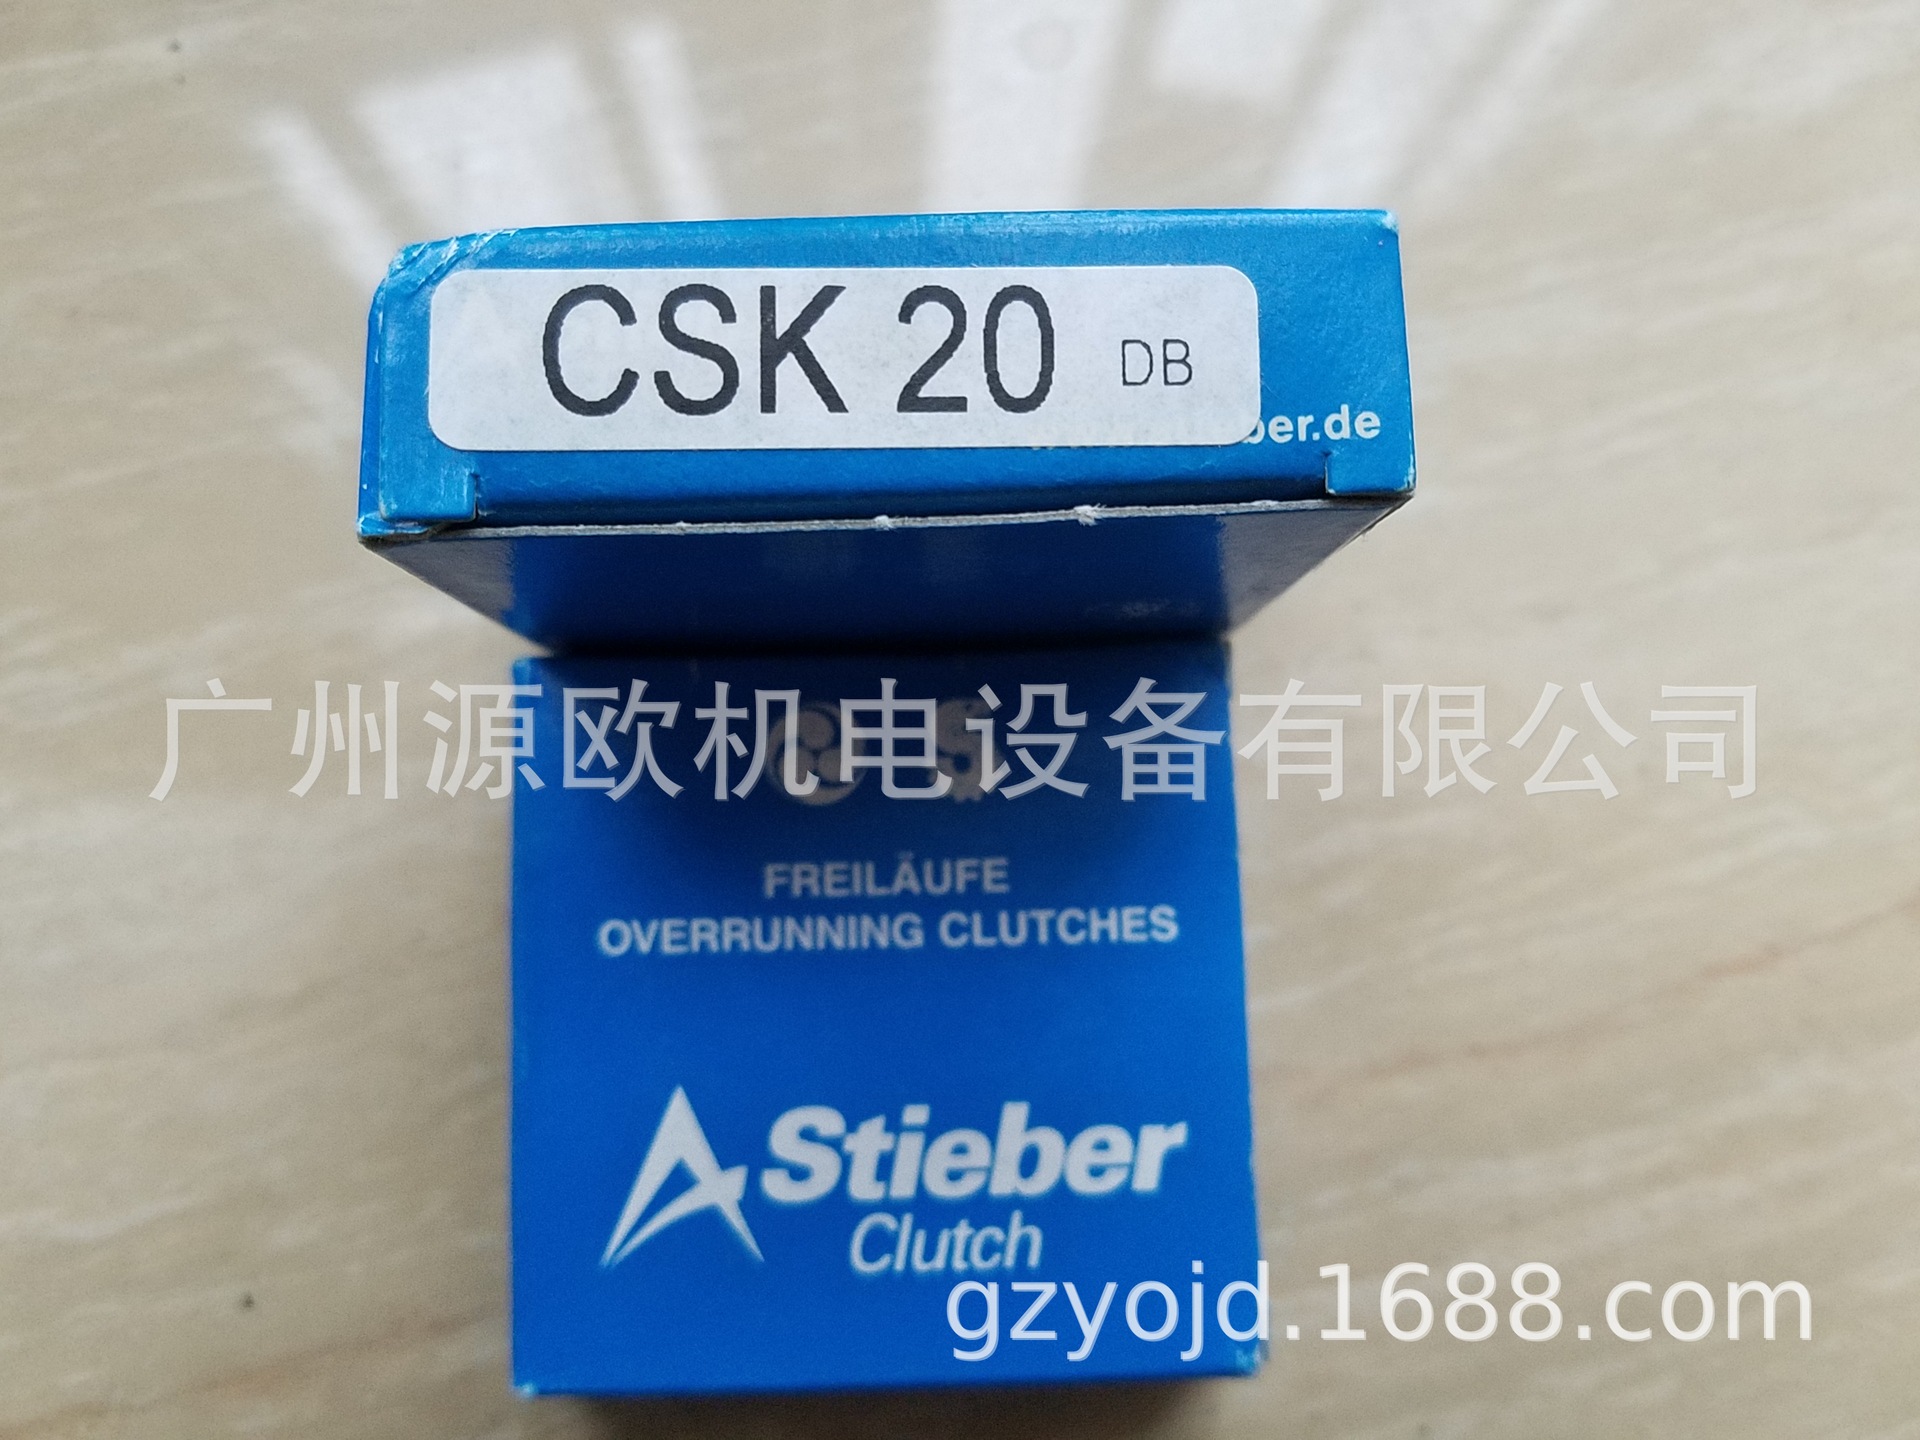 CSK 20 DB
ber.de
广州源欧机电设备有限公司
FREILÄUFE
OVERRUNNING CLUTCHES
Stieber
Clutch
gzyojd.1688.com